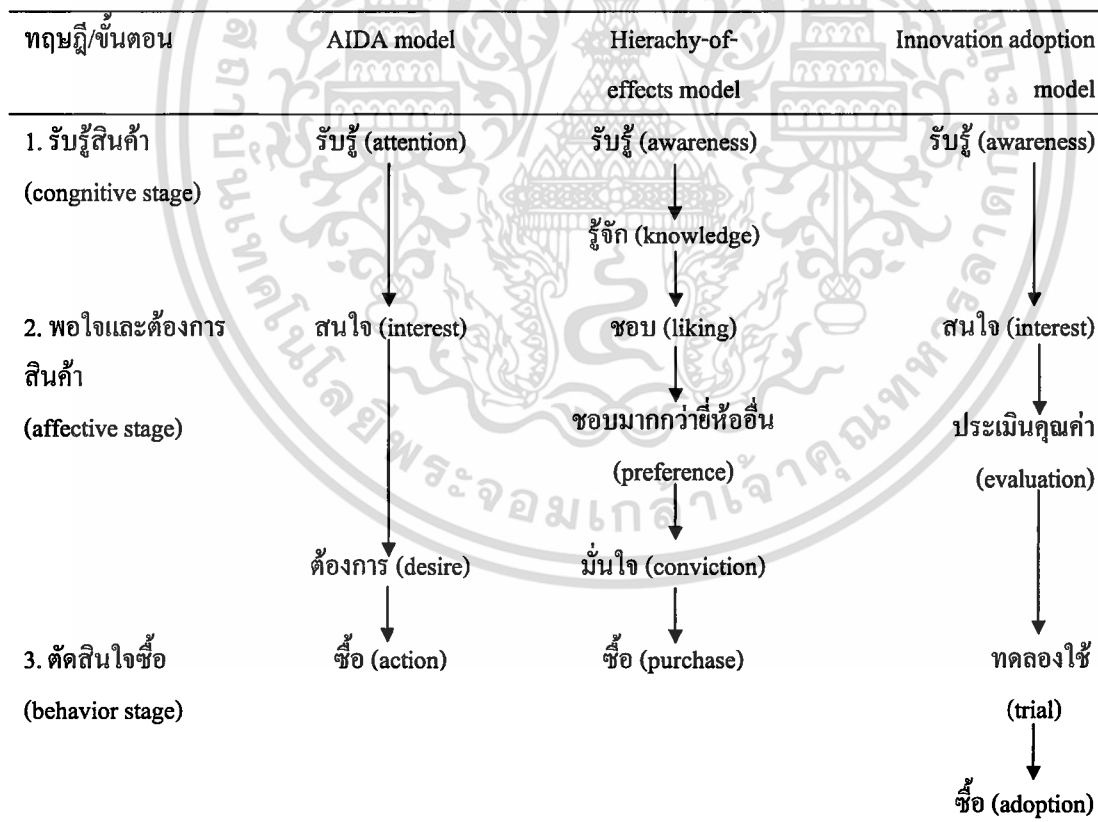 ทฤษฎี/ขั้นตอน AIDA model Hierachy-of- Innovation adoption
effects model model
1. รับรู้สินค้า รับรู้ (attention) รับรู้ (awareness) รับรู้ (awareness)
(congnitive stage)
รู้จัก (knowledge)
2. พอใจและต้องการ สนใจ (interest) ชอบ (liking) สนใจ (interest)
สินค้า
(affective stage) ชอบมากกว่ายี่ห้ออื่น ประเมินคุณค่า
(preference) (evaluation)
ต้องการ (desire) มั่นใจ (conviction)
3. ตัดสินใจซื้อ ซื้อ (action) ซื้อ (purchase) ทดลองใช้
(behavior stage) (trial)
ซื้อ (adoption)